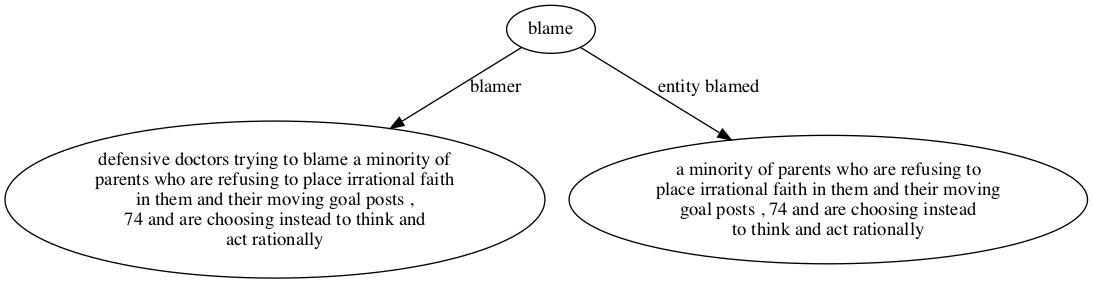 blame
blamer
entity blamed
defensive doctors trying to blame a minority of
parents who are refusing to place irrational faith
in them and their moving goal posts ,
74 and are choosing instead to think and
act rationally
a minority of parents who are refusing to
place irrational faith in them and their moving
goal posts , 74 and are choosing instead
to think and act rationally